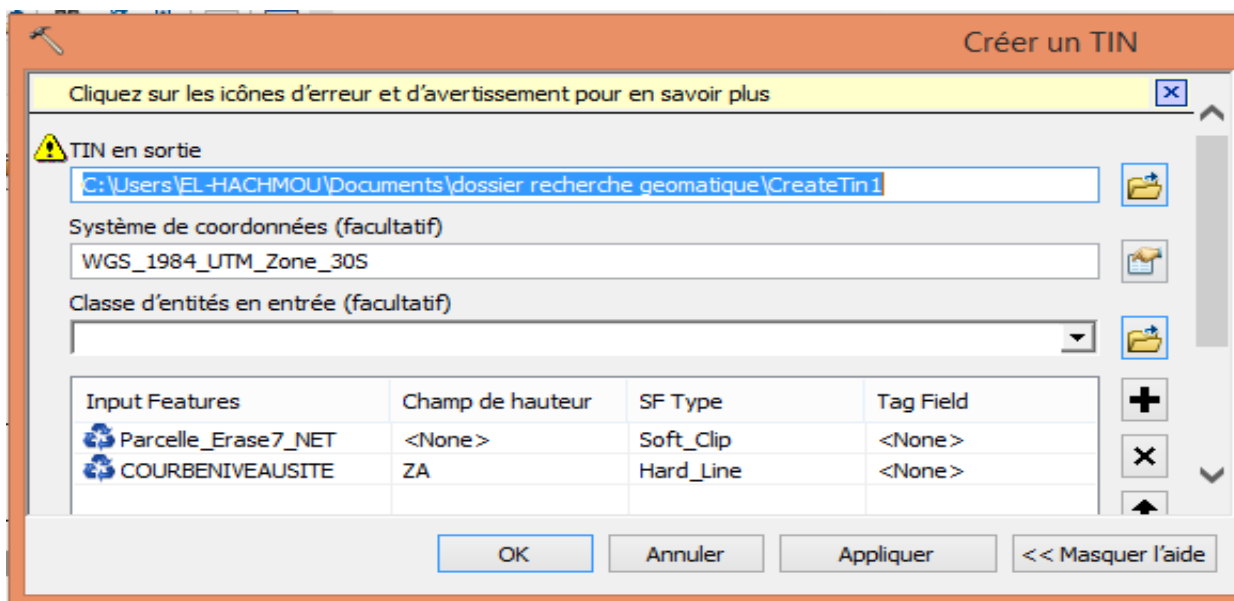 Créer un TIN
Cliquez sur les icônes d'erreur et d'avertissement pour en savoir plus
TIN en sortie
C:\Users\EL-HACHMOU\Documents\dossier recherche geomatique\CreateTin1
Système de coordonnées (facultatif)
WGS_1984_UTM_Zone_30S
Classe d'entités en entrée (facultatif)
Input Features Champ de hauteur SF Type Tag Field
Parcelle_Erase7_NET <None> Soft_Clip <None>
COURBENIVEAUSITE ZA Hard_Line <None>
OK Annuler Appliquer << Masquer l'aide